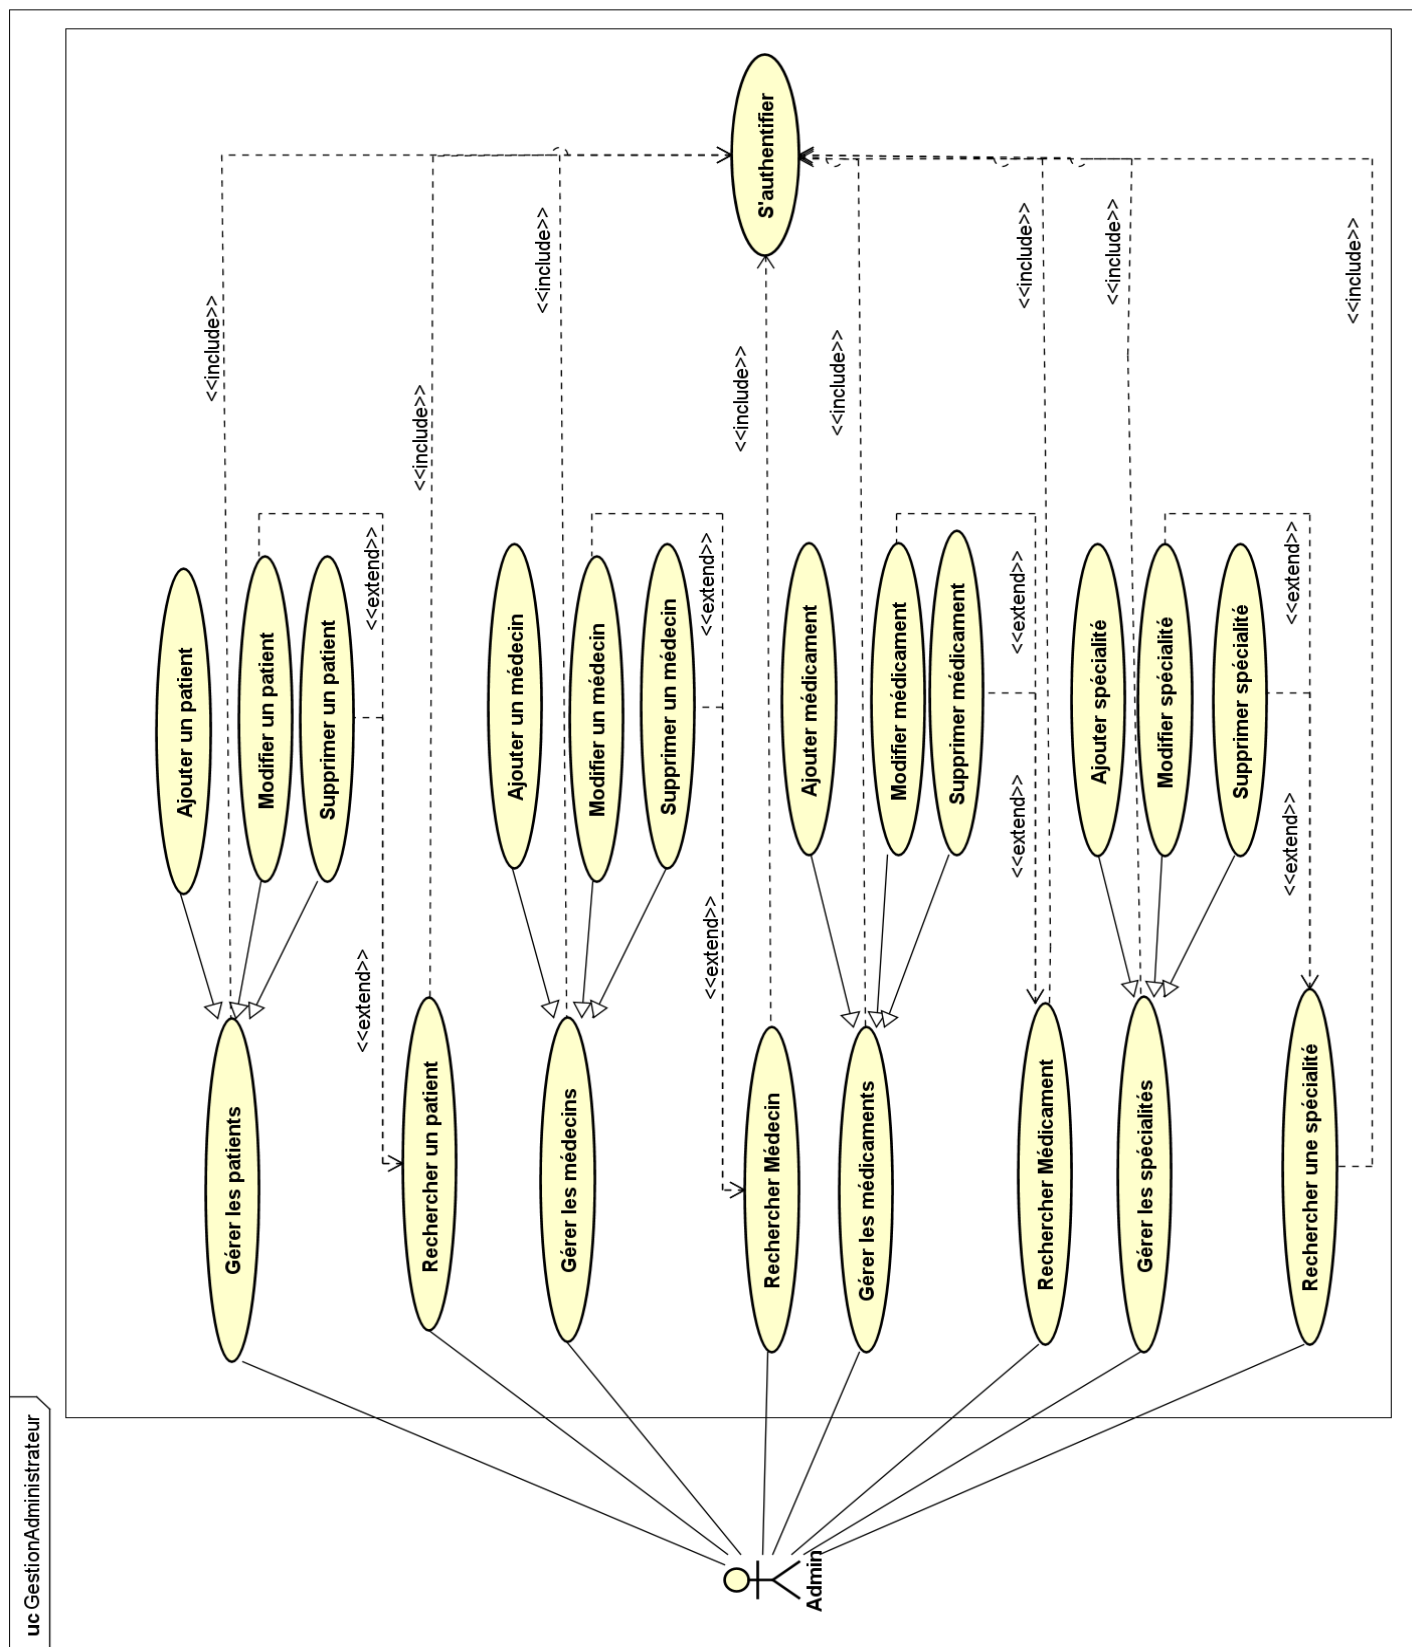 uc GestionAdministrateur
Ajouter un patient
<<include>>
Gérer les patients
Modifier un patient
<<extend>>
Supprimer un patient
<<extend>>
<<include>>
Rechercher un patient
Ajouter un médecin
<<include>>
Gérer les médecins
Modifier un médecin
<<extend>>
Supprimer un médecin
<<extend>>
S'authentifier
<<include>>
Rechercher Médecin
Admin
Ajouter médicament
<<include>>
Gérer les médicaments
Modifier médicament
Supprimer médicament
<<extend>>
<<extend>>
<<include>>
Rechercher Médicament
Ajouter spécialité
<<include>>
Gérer les spécialités
Modifier spécialité
Supprimer spécialité
<<extend>>
<<extend>>
Rechercher une spécialité
<<include>>